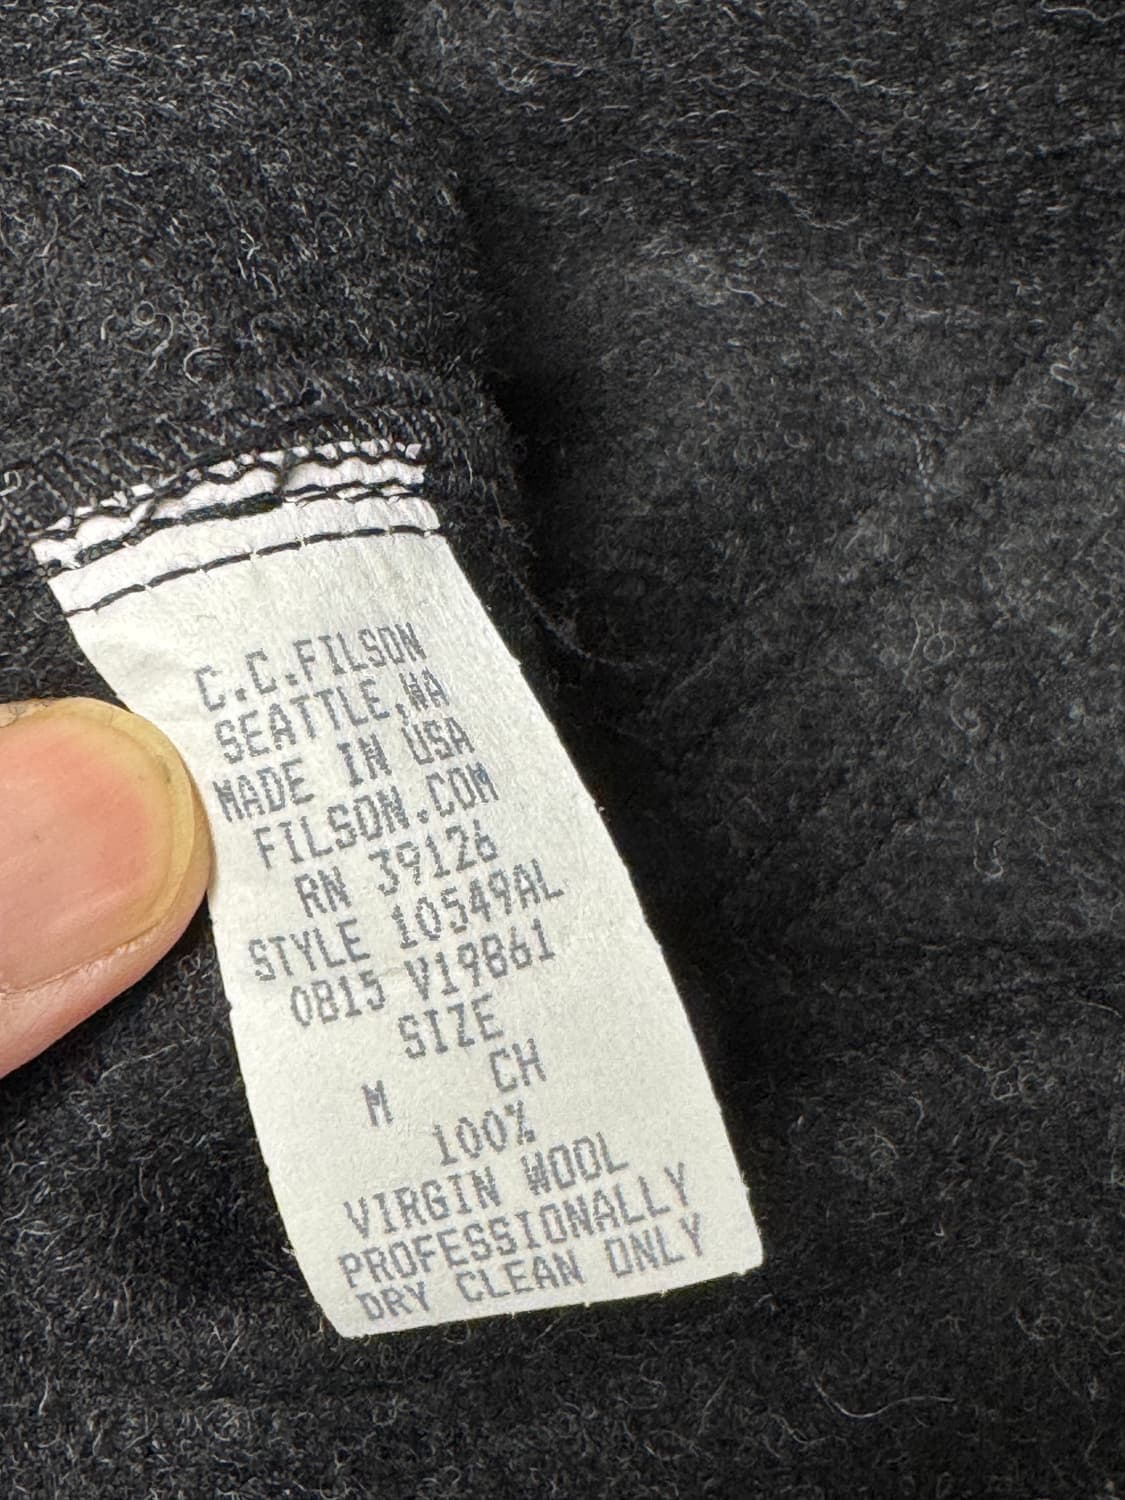 C.C.FILSON
SEATTLE,WA
MADE IN USA
FILSON.COM
RN 39126
STYLE 10549AL
0815 V19861
SIZE
M CH
100%
VIRGIN WOOL
PROFESSIONALLY
DRY CLEAN ONLY